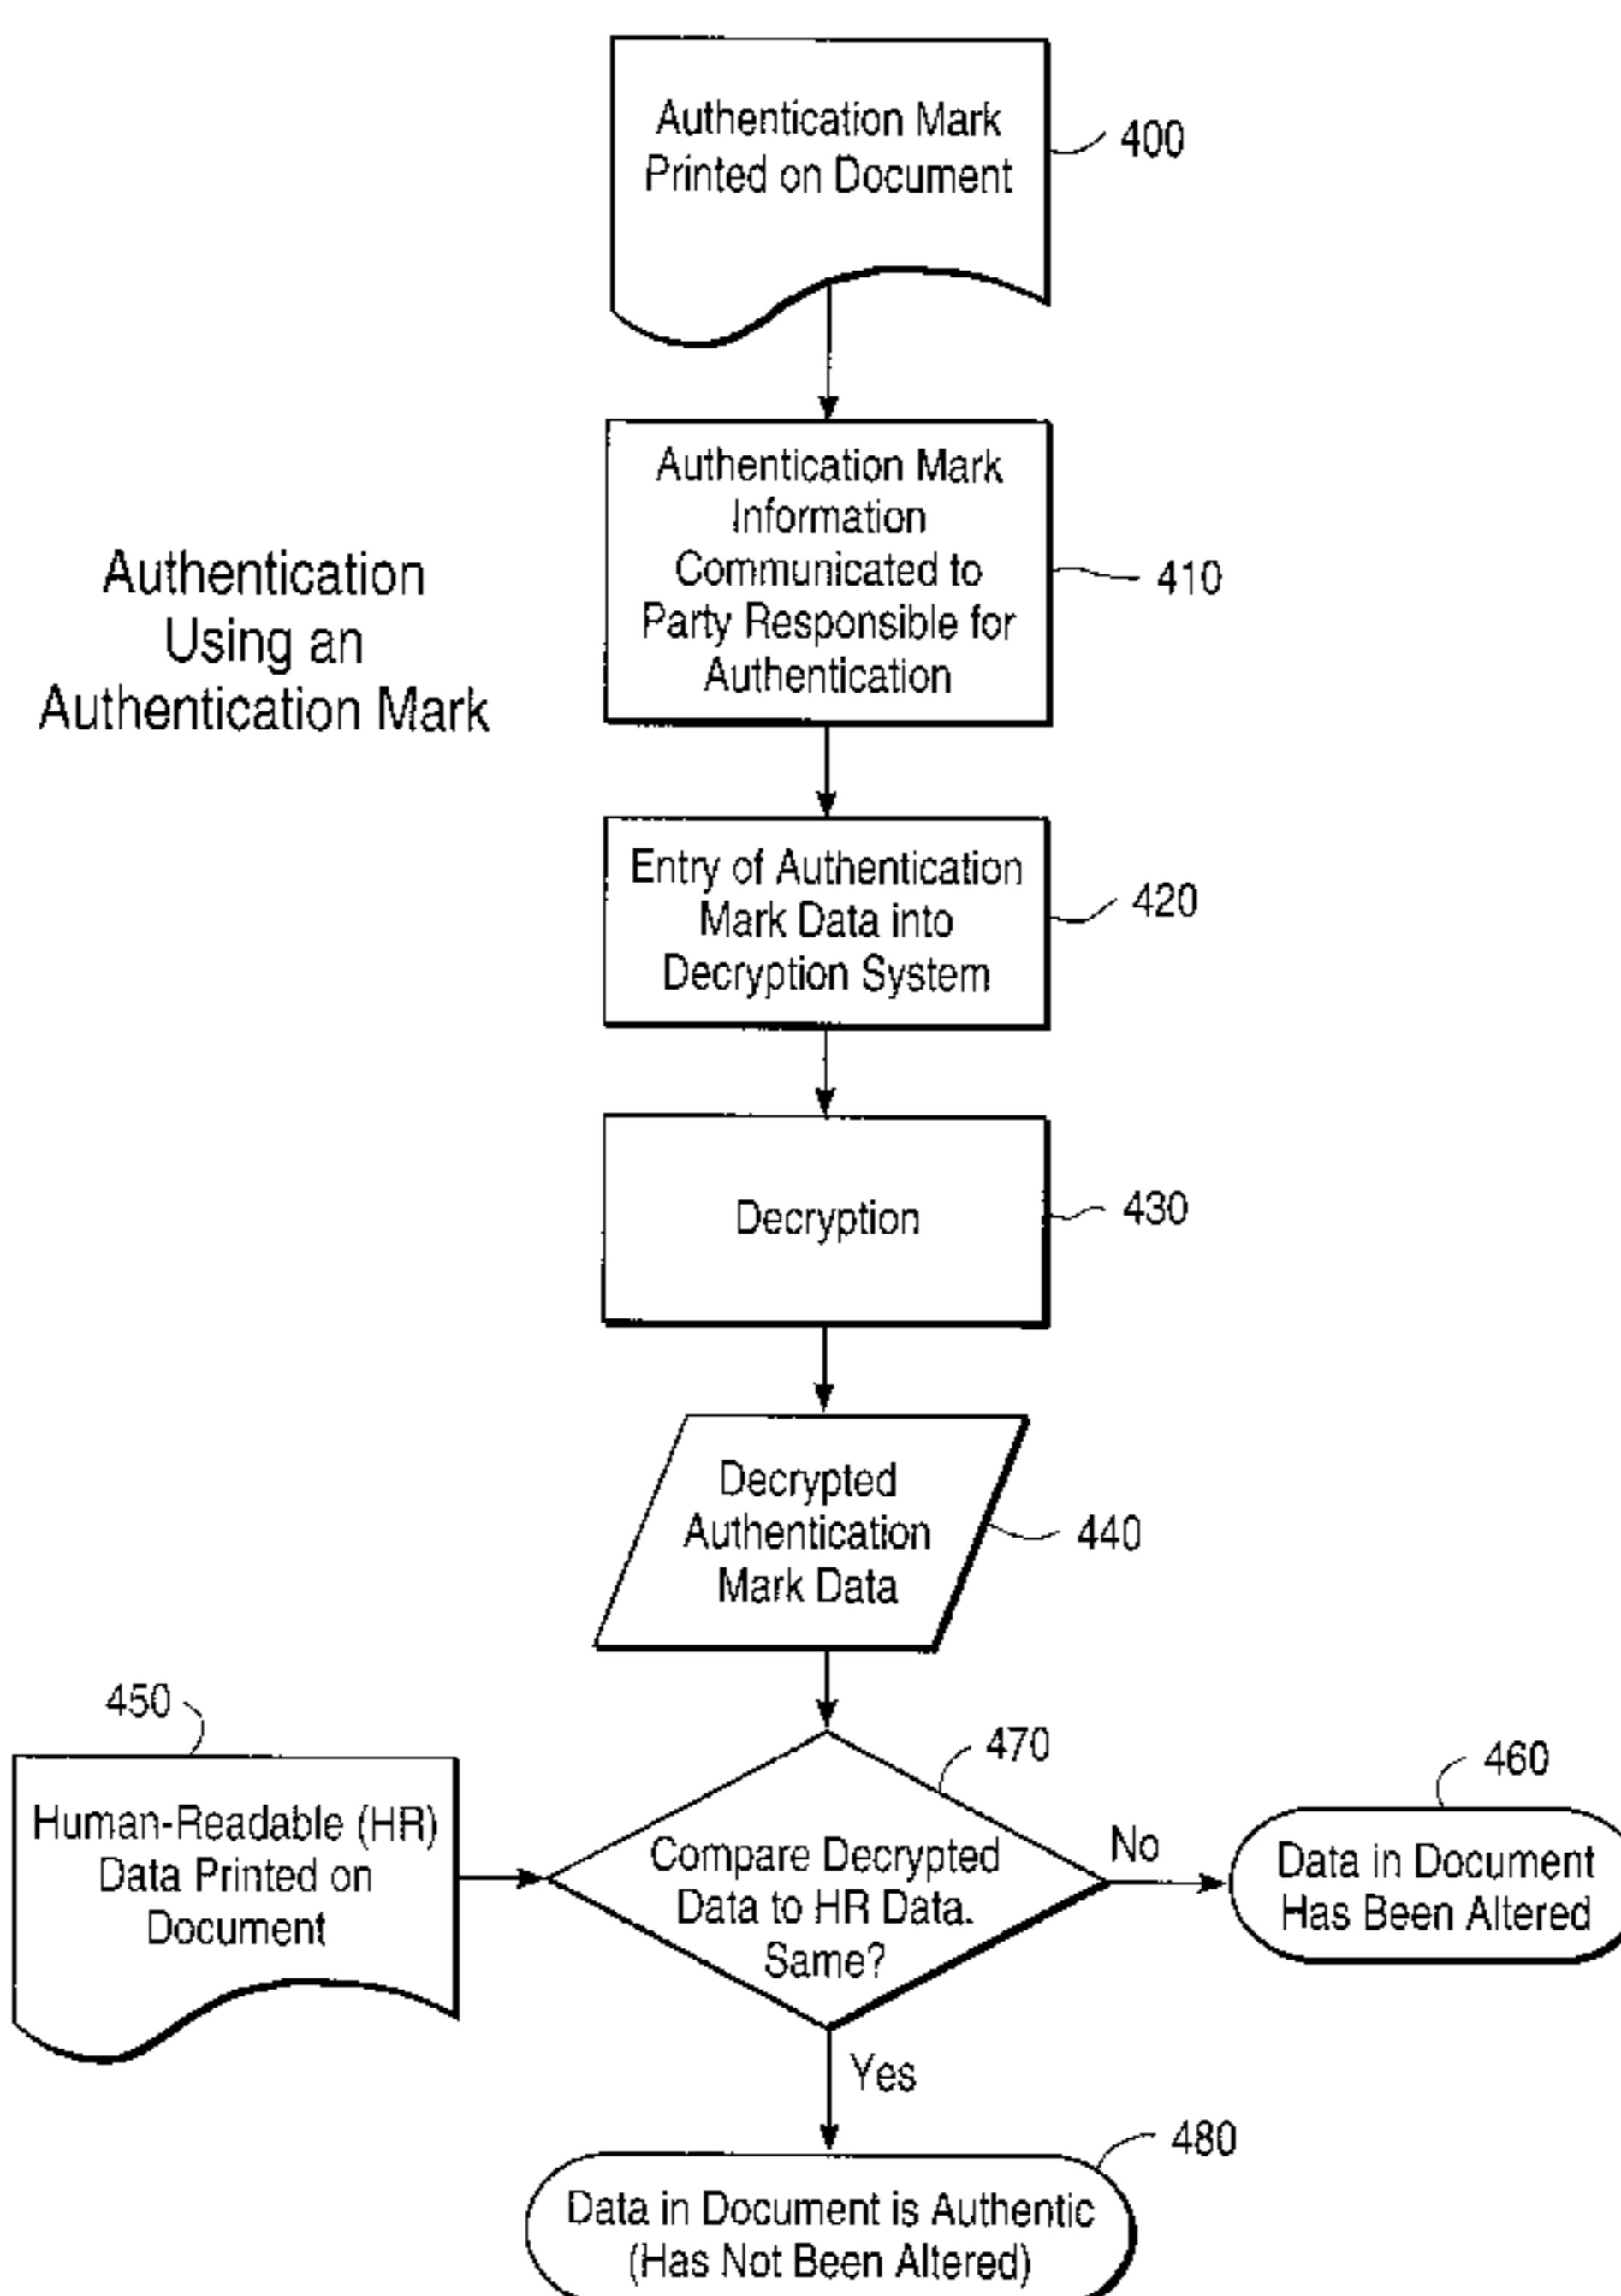 Authentication Mark
Printed on Document
400
Authentication Mark
Information
Communicated to
Party Responsible for
Authentication
410
Authentication
Using an
Authentication Mark
Entry of Authentication
Mark Data into
Decryption System
420
Decryption
430
Decrypted
Authentication
Mark Data
440
450
Human-Readable (HR)
Data Printed on
Document
470
Compare Decrypted
Data to HR Data.
Same?
No
460
Data in Document
Has Been Altered
Yes
480
Data in Document is Authentic
(Has Not Been Altered)